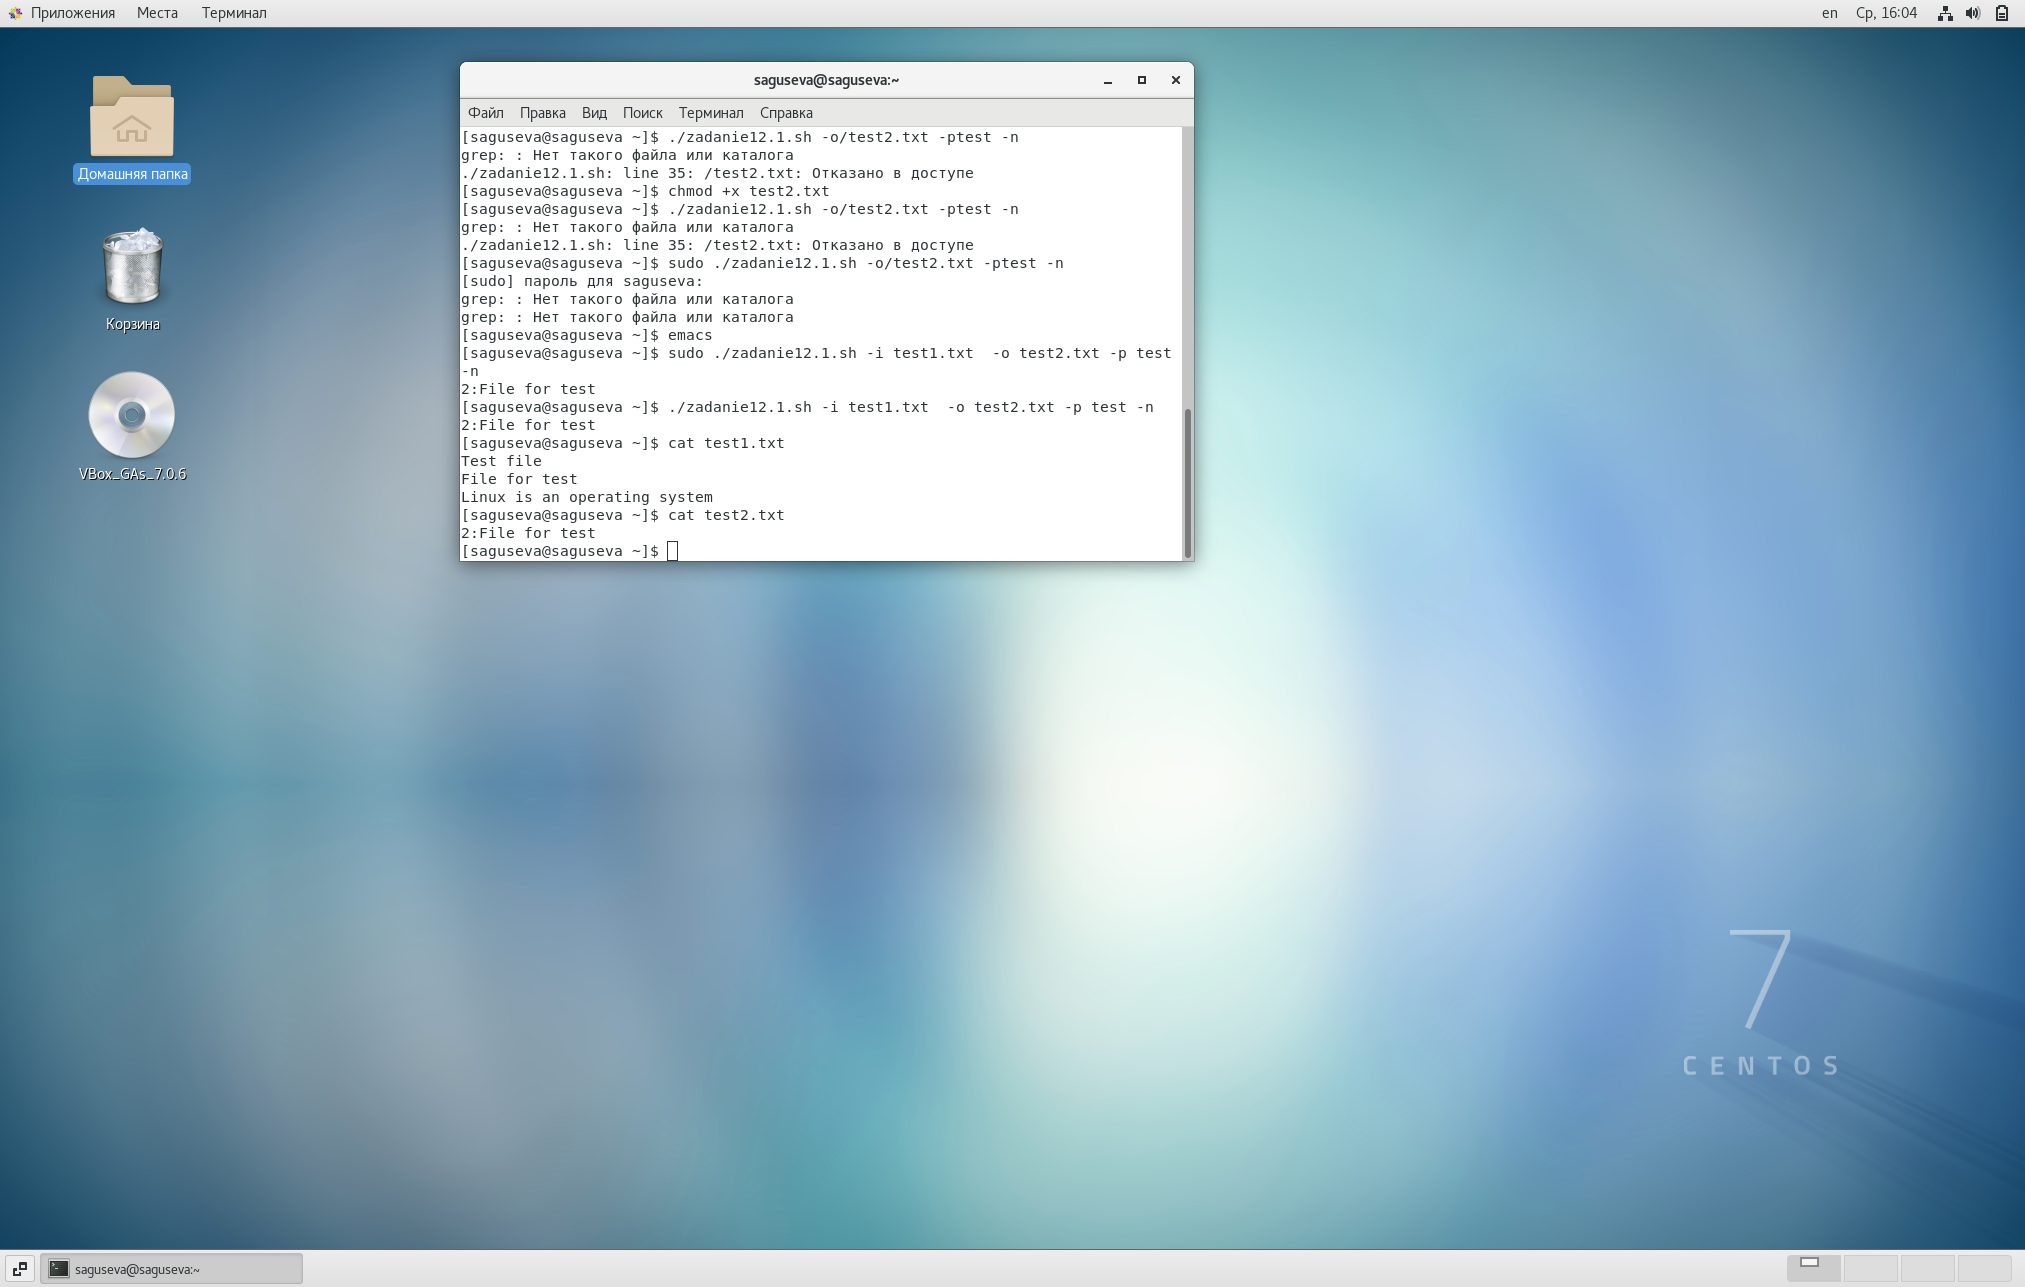 Приложения Места Терминал en Ср, 16:04
Домашняя папка
Корзина
VBox_GAs_7.0.6
saguseva@saguseva:~
Файл Правка Вид Поиск Терминал Справка
[saguseva@saguseva ~]$ ./zadanie12.1.sh -o/test2.txt -ptest -n
grep: : Нет такого файла или каталога
./zadanie12.1.sh: line 35: /test2.txt: Отказано в доступе
[saguseva@saguseva ~]$ chmod +x test2.txt
[saguseva@saguseva ~]$ ./zadanie12.1.sh -o/test2.txt -ptest -n
grep: : Нет такого файла или каталога
./zadanie12.1.sh: line 35: /test2.txt: Отказано в доступе
[saguseva@saguseva ~]$ sudo ./zadanie12.1.sh -o/test2.txt -ptest -n
[sudo] пароль для saguseva:
grep: : Нет такого файла или каталога
grep: : Нет такого файла или каталога
[saguseva@saguseva ~]$ emacs
[saguseva@saguseva ~]$ sudo ./zadanie12.1.sh -i test1.txt  -o test2.txt -p test
-n
2:File for test
[saguseva@saguseva ~]$ ./zadanie12.1.sh -i test1.txt  -o test2.txt -p test -n
2:File for test
[saguseva@saguseva ~]$ cat test1.txt
Test file
File for test
Linux is an operating system
[saguseva@saguseva ~]$ cat test2.txt
2:File for test
[saguseva@saguseva ~]$
7
CENTOS
saguseva@saguseva:~